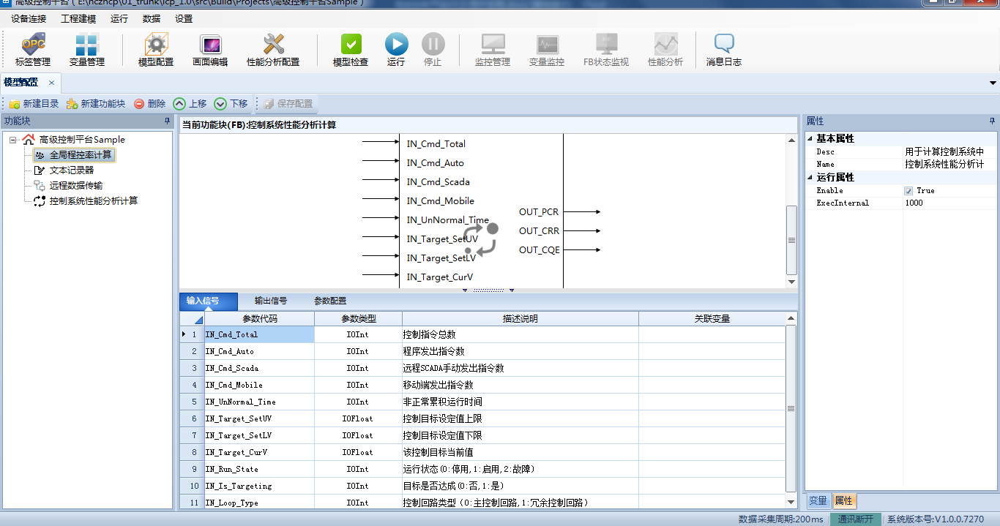 高级控制平台 ( E:\hczhcp\01_trunk\icp_1.0\src\Build\Projects\高级控制平台Sample )
设备连接 工程建模 运行 数据 设置
标签管理 变量管理 模型配置 画面编辑 性能分析配置 模型检查 运行 停止 监控管理 变量监控 FB状态监视 性能分析 消息日志
模型配置 ×
新建目录 新建功能块 删除 上移 下移 保存配置
功能块
高级控制平台Sample
全局程控率计算
文本记录器
远程数据传输
控制系统性能分析计算
当前功能块(FB):控制系统性能分析计算
IN_Cmd_Total
IN_Cmd_Auto
IN_Cmd_Scada
IN_Cmd_Mobile
IN_UnNormal_Time
IN_Target_SetUV
IN_Target_SetLV
IN_Target_CurV
OUT_PCR
OUT_CRR
OUT_CQE
输入信号 输出信号 参数配置
参数代码 参数类型 描述说明 关联变量
1 IN_Cmd_Total IOInt 控制指令总数
2 IN_Cmd_Auto IOInt 程序发出指令数
3 IN_Cmd_Scada IOInt 远程SCADA手动发出指令数
4 IN_Cmd_Mobile IOInt 移动端发出指令数
5 IN_UnNormal_Time IOInt 非正常累积运行时间
6 IN_Target_SetUV IOFloat 控制目标设定值上限
7 IN_Target_SetLV IOFloat 控制目标设定值下限
8 IN_Target_CurV IOFloat 该控制目标当前值
9 IN_Run_State IOInt 运行状态(0:停用,1:启用,2:故障)
10 IN_Is_Targeting IOInt 目标是否达成(0:否,1:是)
11 IN_Loop_Type IOInt 控制回路类型（0:主控制回路,1:冗余控制回路）
属性
基本属性
Desc 用于计算控制系统中
Name 控制系统性能分析计
运行属性
Enable True
ExecInternal 1000
变量 属性
数据采集周期:200ms 通讯断开 系统版本号:V1.0.0.7270